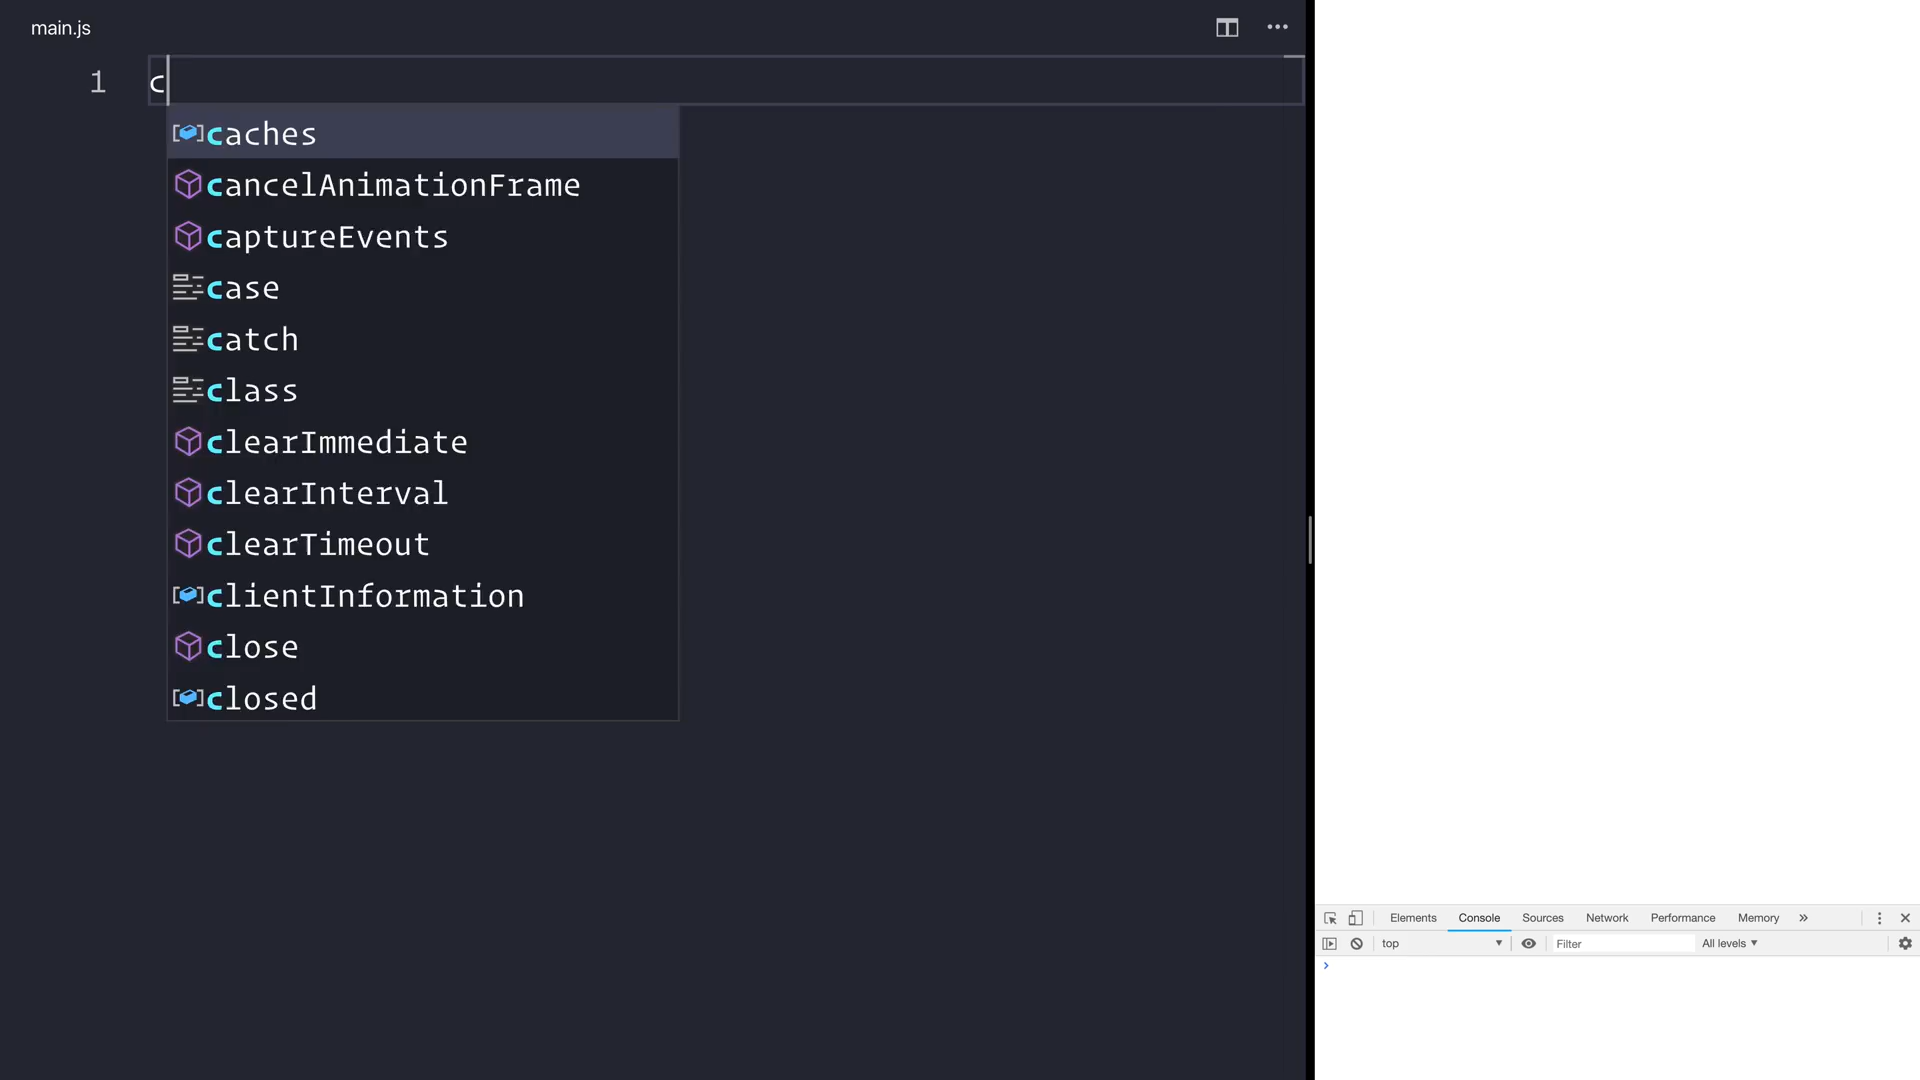 main.js
1 c
caches
cancelAnimationFrame
captureEvents
case
catch
class
clearImmediate
clearInterval
clearTimeout
clientInformation
close
closed
Elements Console Sources Network Performance Memory
top Filter All levels